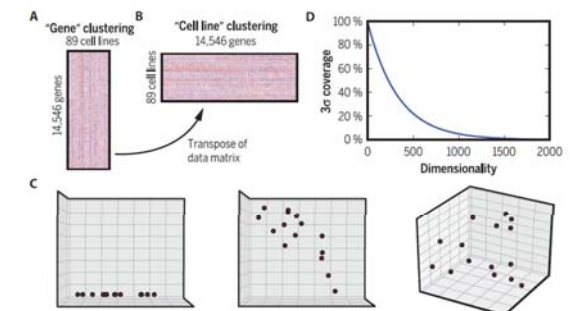 A
"Gene" clustering
89 cell lines
14,546 genes
B
"Cell line" clustering
14,546 genes
89 cell lines
Transpose of
data matrix
D
100 %
80 %
60 %
40 %
20 %
0 %
3σ coverage
0
500
1000
1500
2000
Dimensionality
C